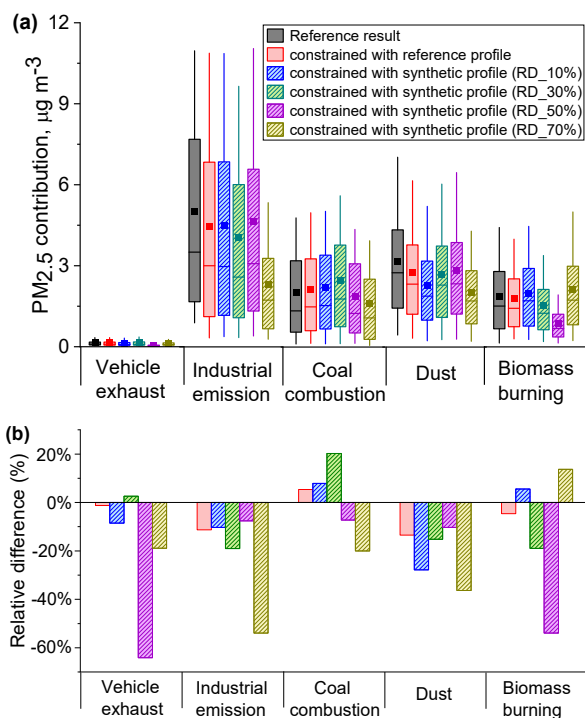 (a)
12
9
6
3
0
PM2.5 contribution, μg m-3
Reference result
constrained with reference profile
constrained with synthetic profile (RD_10%)
constrained with synthetic profile (RD_30%)
constrained with synthetic profile (RD_50%)
constrained with synthetic profile (RD_70%)
Vehicle
exhaust
Industrial
emission
Coal
combustion
Dust
Biomass
burning
(b)
20%
0%
-20%
-40%
-60%
Relative difference (%)
Vehicle
exhaust
Industrial
emission
Coal
combustion
Dust
Biomass
burning